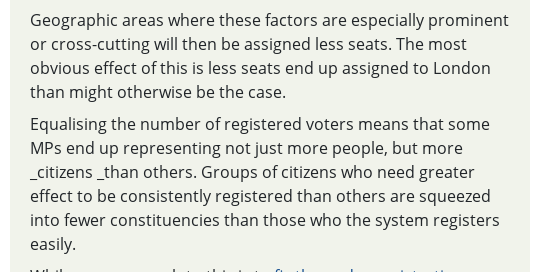 Geographic areas where these factors are especially prominent
or cross-cutting will then be assigned less seats. The most
obvious effect of this is less seats end up assigned to London
than might otherwise be the case.
Equalising the number of registered voters means that some
MPs end up representing not just more people, but more
_citizens _than others. Groups of citizens who need greater
effect to be consistently registered than others are squeezed
into fewer constituencies than those who the system registers
easily.